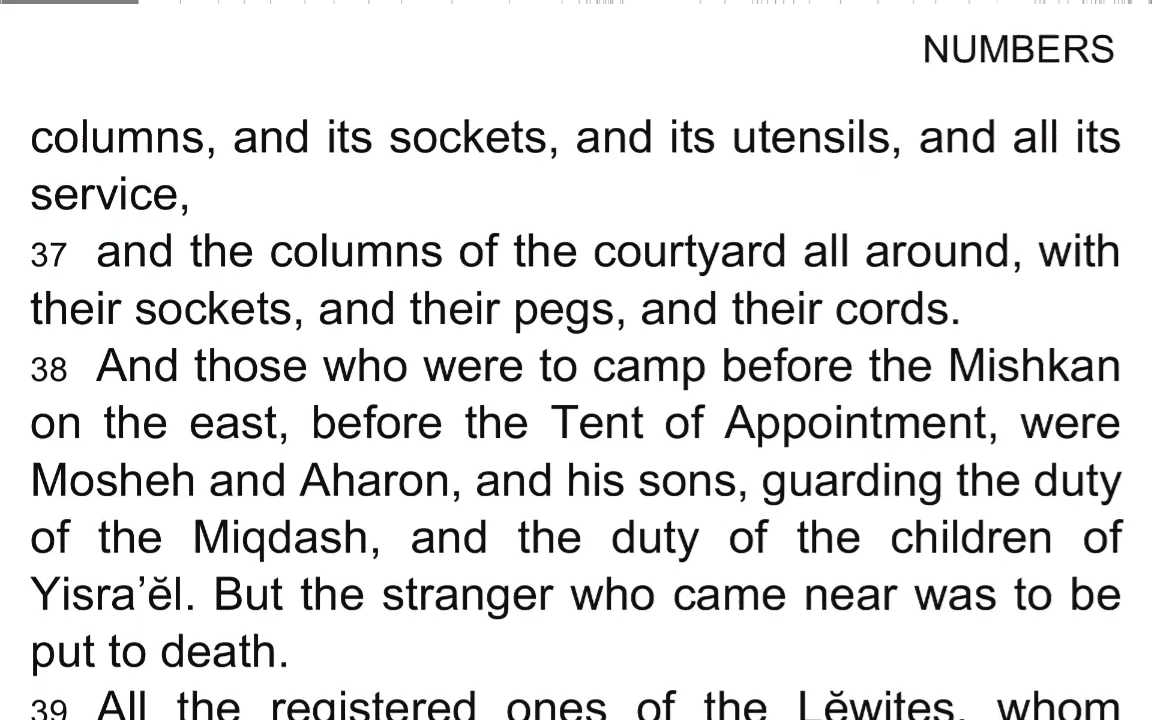 NUMBERS
columns, and its sockets, and its utensils, and all its
service,
37 and the columns of the courtyard all around, with
their sockets, and their pegs, and their cords.
38 And those who were to camp before the Mishkan
on the east, before the Tent of Appointment, were
Mosheh and Aharon, and his sons, guarding the duty
of the Miqdash, and the duty of the children of
Yisra’ĕl. But the stranger who came near was to be
put to death.
39 All the registered ones of the Lĕwites, whom